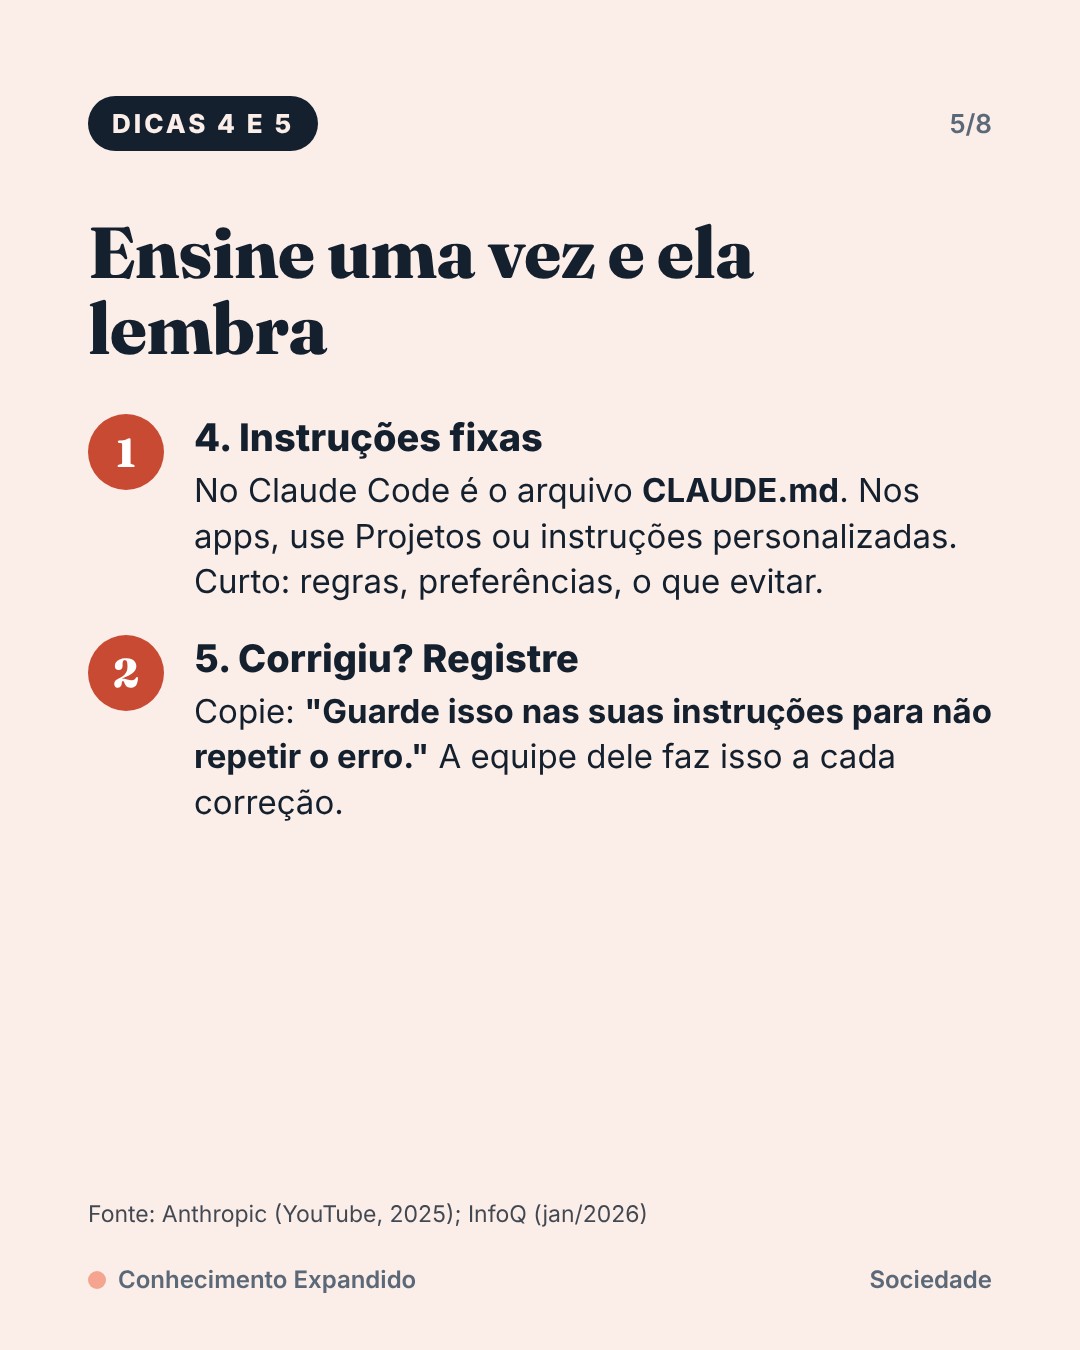 DICAS 4 E 5
5/8
Ensine uma vez e ela
lembra
1
4. Instruções fixas
No Claude Code é o arquivo CLAUDE.md. Nos
apps, use Projetos ou instruções personalizadas.
Curto: regras, preferências, o que evitar.
2
5. Corrigiu? Registre
Copie: "Guarde isso nas suas instruções para não
repetir o erro." A equipe dele faz isso a cada
correção.
Fonte: Anthropic (YouTube, 2025); InfoQ (jan/2026)
Conhecimento Expandido
Sociedade